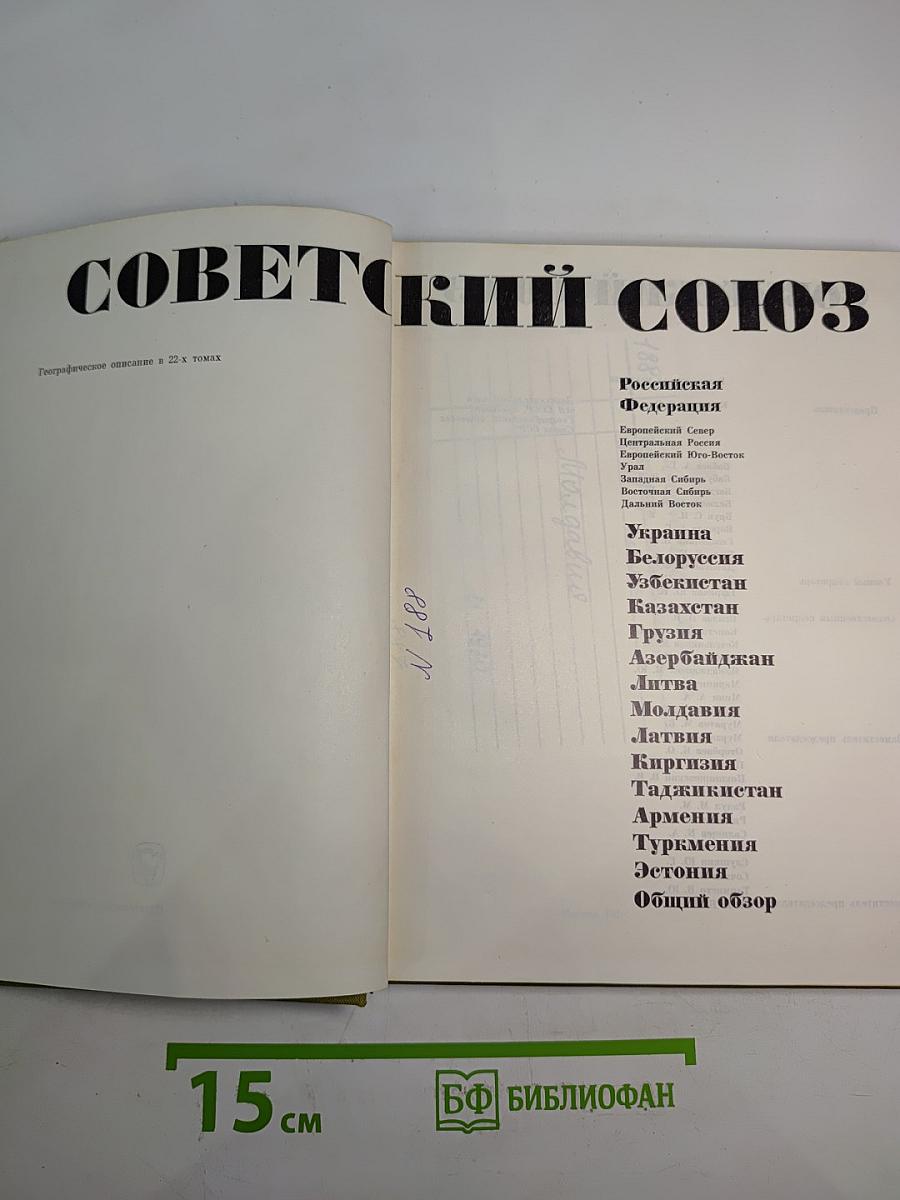 СОВЕТСКИЙ СОЮЗ
Географическое описание в 22-х томах
Российская
Федерация
Европейский Север
Центральная Россия
Европейский Юго-Восток
Урал
Западная Сибирь
Восточная Сибирь
Дальний Восток
Украина
Белоруссия
Узбекистан
Казахстан
Грузия
Азербайджан
Литва
Молдавия
Латвия
Киргизия
Таджикистан
Армения
Туркмения
Эстония
Общий обзор
N 188
15 см
БФ БИБЛИОФАН